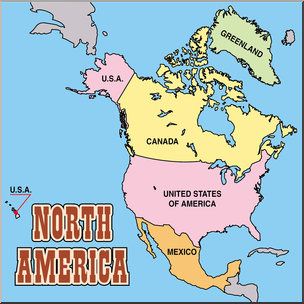 GREENLAND
U.S.A.
CANADA
U.S.A.
UNITED STATES
OF AMERICA
MEXICO
NORTH
AMERICA